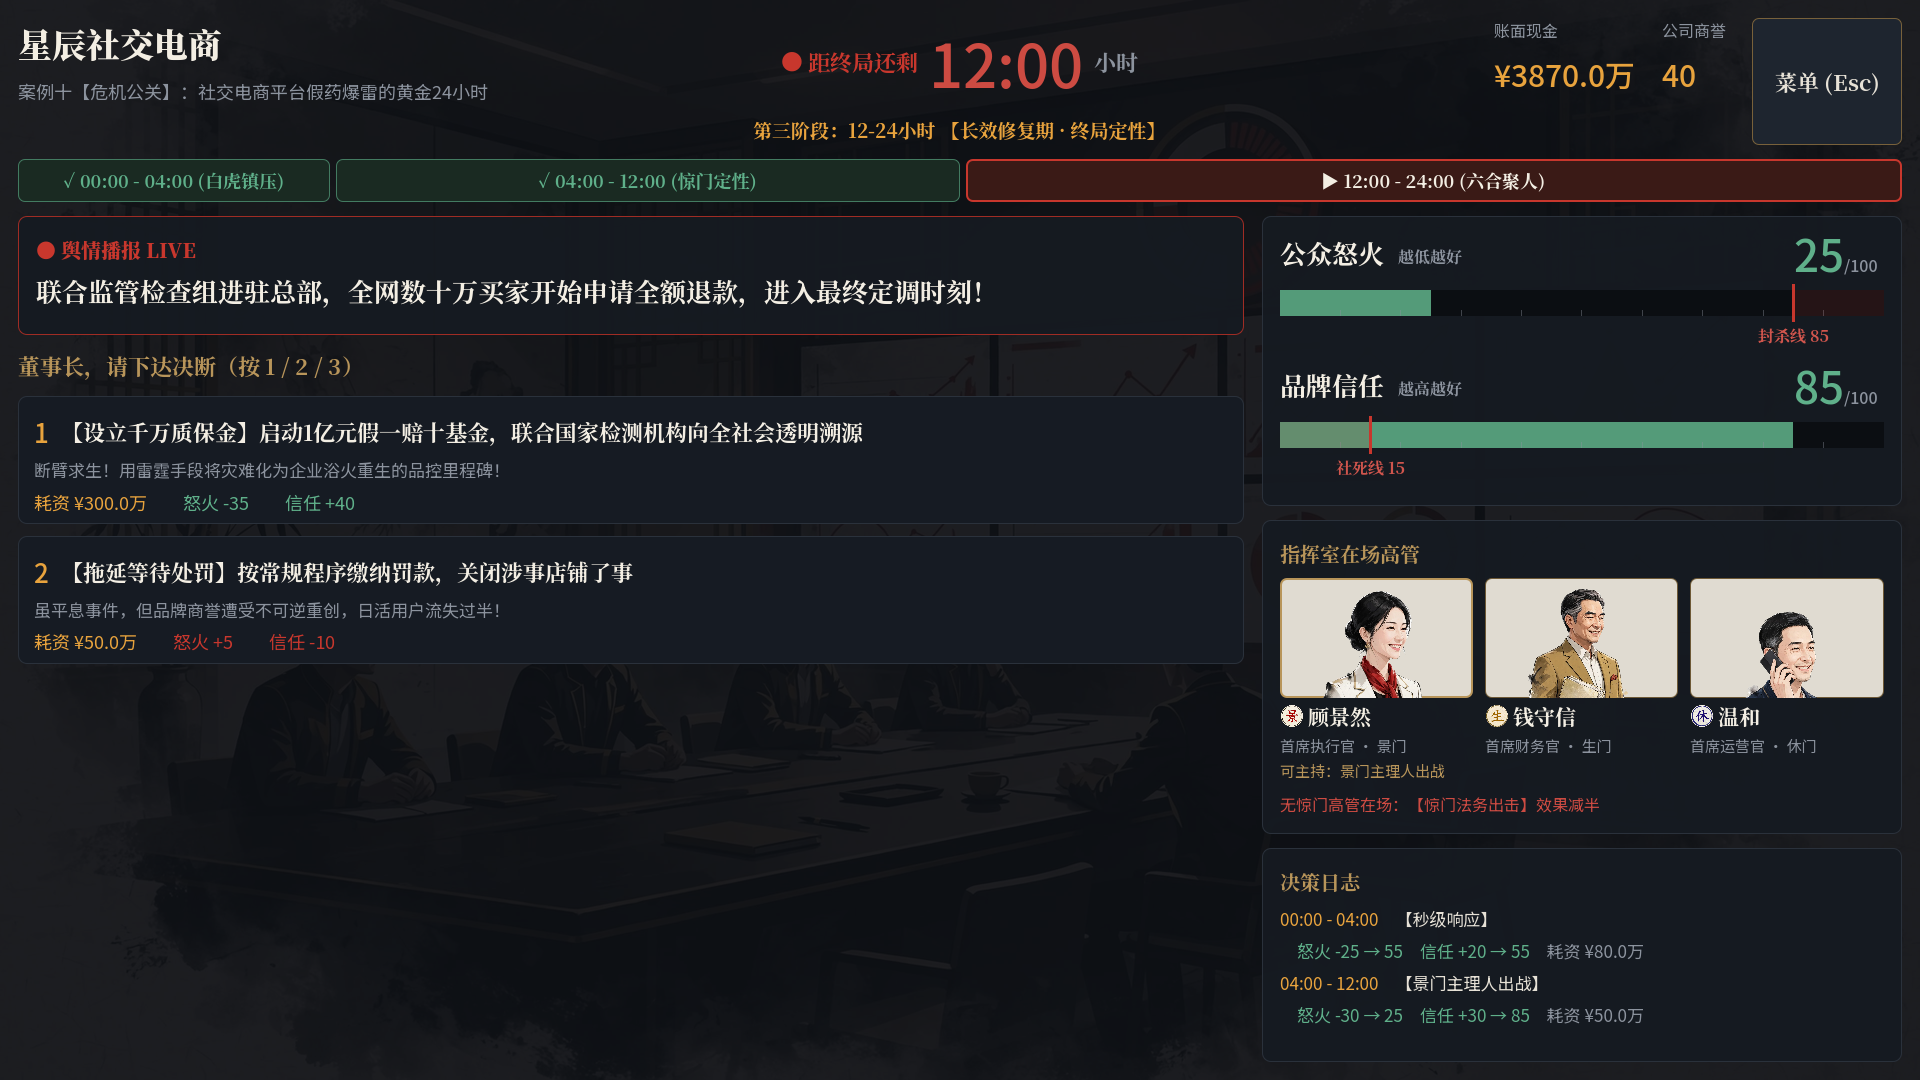 星辰社交电商
案例十【危机公关】：社交电商平台假药爆雷的黄金24小时
● 距终局还剩 12:00 小时
第三阶段：12-24小时 【长效修复期 · 终局定性】
账面现金
¥3870.0万
公司商誉
40
菜单 (Esc)
√ 00:00 - 04:00 (白虎镇压)
√ 04:00 - 12:00 (惊门定性)
▶ 12:00 - 24:00 (六合聚人)
● 舆情播报 LIVE
联合监管检查组进驻总部，全网数十万买家开始申请全额退款，进入最终定调时刻！
董事长，请下达决断（按 1 / 2 / 3）
1 【设立千万质保金】启动1亿元假一赔十基金，联合国家检测机构向全社会透明溯源
断臂求生！用雷霆手段将灾难化为企业浴火重生的品控里程碑！
耗资 ¥300.0万 怒火 -35 信任 +40
2 【拖延等待处罚】按常规程序缴纳罚款，关闭涉事店铺了事
虽平息事件，但品牌商誉遭受不可逆重创，日活用户流失过半！
耗资 ¥50.0万 怒火 +5 信任 -10
公众怒火 越低越好 25/100
封杀线 85
品牌信任 越高越好 85/100
社死线 15
指挥室在场高管
景 顾景然
首席执行官 · 景门
可主持：景门主理人出战
生 钱守信
首席财务官 · 生门
休 温和
首席运营官 · 休门
无惊门高管在场：【惊门法务出击】效果减半
决策日志
00:00 - 04:00 【秒级响应】
怒火 -25 → 55 信任 +20 → 55 耗资 ¥80.0万
04:00 - 12:00 【景门主理人出战】
怒火 -30 → 25 信任 +30 → 85 耗资 ¥50.0万